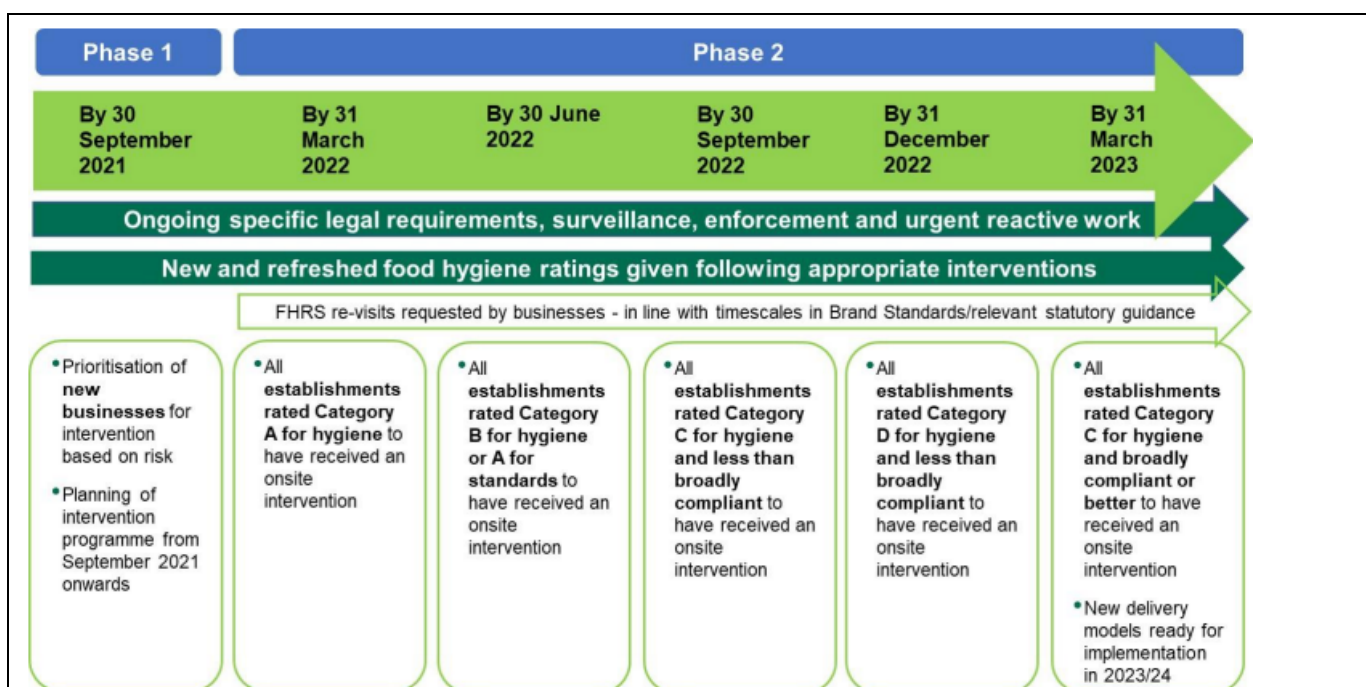 Phase 1
Phase 2
By 30
September
2021
By 31
March
2022
By 30 June
2022
By 30
September
2022
By 31
December
2022
By 31
March
2023
Ongoing specific legal requirements, surveillance, enforcement and urgent reactive work
New and refreshed food hygiene ratings given following appropriate interventions
FHRS re-visits requested by businesses - in line with timescales in Brand Standards/relevant statutory guidance
•Prioritisation of
new
businesses for
intervention
based on risk
•Planning of
intervention
programme from
September 2021
onwards
•All
establishments
rated Category
A for hygiene to
have received an
onsite
intervention
•All
establishments
rated Category
B for hygiene
or A for
standards to
have received an
onsite
intervention
•All
establishments
rated Category
C for hygiene
and less than
broadly
compliant to
have received an
onsite
intervention
•All
establishments
rated Category
D for hygiene
and less than
broadly
compliant to
have received an
onsite
intervention
•All
establishments
rated Category
C for hygiene
and broadly
compliant or
better to have
received an
onsite
intervention
•New delivery
models ready for
implementation
in 2023/24